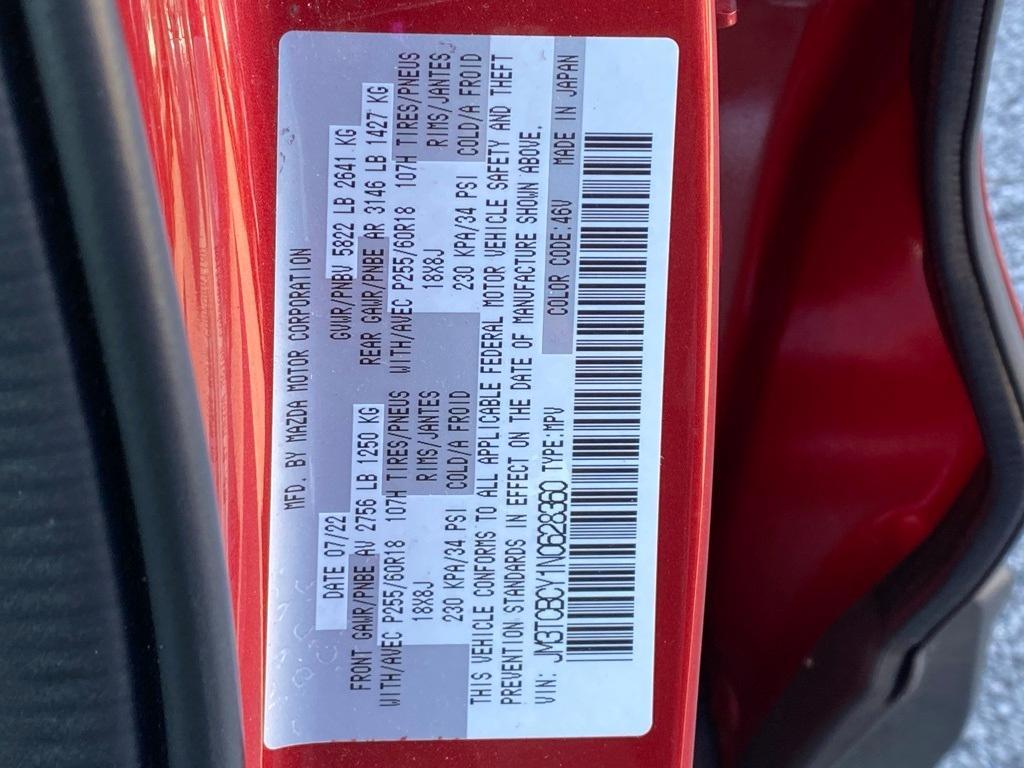 MFD. BY MAZDA MOTOR CORPORATION
DATE 07/22 GVWR/PNBV 5822 LB 2641 KG
FRONT GAWR/PNBE AV 2756 LB 1250 KG REAR GAWR/PNBE AR 3146 LB 1427 KG
WITH/AVEC P255/60R18 107H TIRES/PNEUS WITH/AVEC P255/60R18 107H TIRES/PNEUS
18X8J RIMS/JANTES 18X8J RIMS/JANTES
230 KPA/34 PSI COLD/A FROID 230 KPA/34 PSI COLD/A FROID
THIS VEHICLE CONFORMS TO ALL APPLICABLE FEDERAL MOTOR VEHICLE SAFETY AND THEFT
PREVENTION STANDARDS IN EFFECT ON THE DATE OF MANUFACTURE SHOWN ABOVE.
VIN: JM3TCBCY1N0628360 TYPE:MPV COLOR CODE:46V MADE IN JAPAN